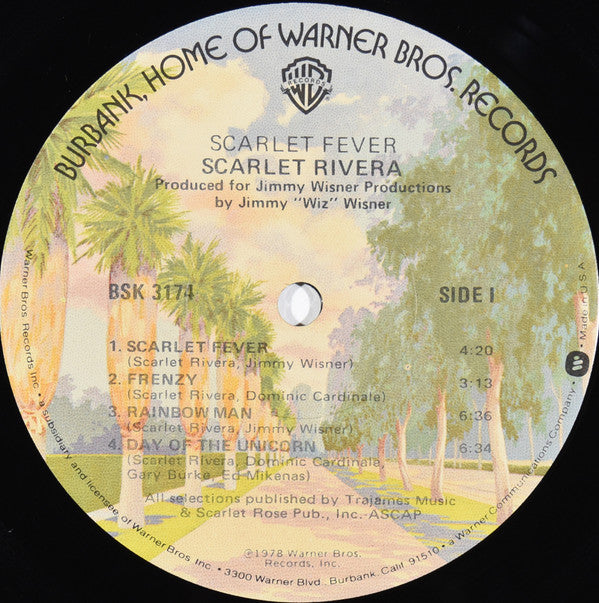 BURBANK, HOME OF WARNER BROS. RECORDS
WB
RECORDS
SCARLET FEVER
SCARLET RIVERA
Produced for Jimmy Wisner Productions
by Jimmy "Wiz" Wisner
BSK 3174
SIDE 1
1. SCARLET FEVER 4:20
(Scarlet Rivera, Jimmy Wisner)
2. FRENZY 3:13
(Scarlet Rivera, Dominic Cardinale)
3. RAINBOW MAN 6:36
(Scarlet Rivera, Jimmy Wisner)
4. DAY OF THE UNICORN 6:34
(Scarlet Rivera, Dominic Cardinale,
Gary Burke, Ed Mikenas)
All selections published by Trajames Music
& Scarlet Rose Pub., Inc.-ASCAP
℗1978 Warner Bros.
Records, Inc.
Warner Bros. Records Inc. • a subsidiary and licensee of Warner Bros. Inc. • 3300 Warner Blvd., Burbank, Calif. 91510 • a Warner Communications Company. • W • Made in U.S.A.